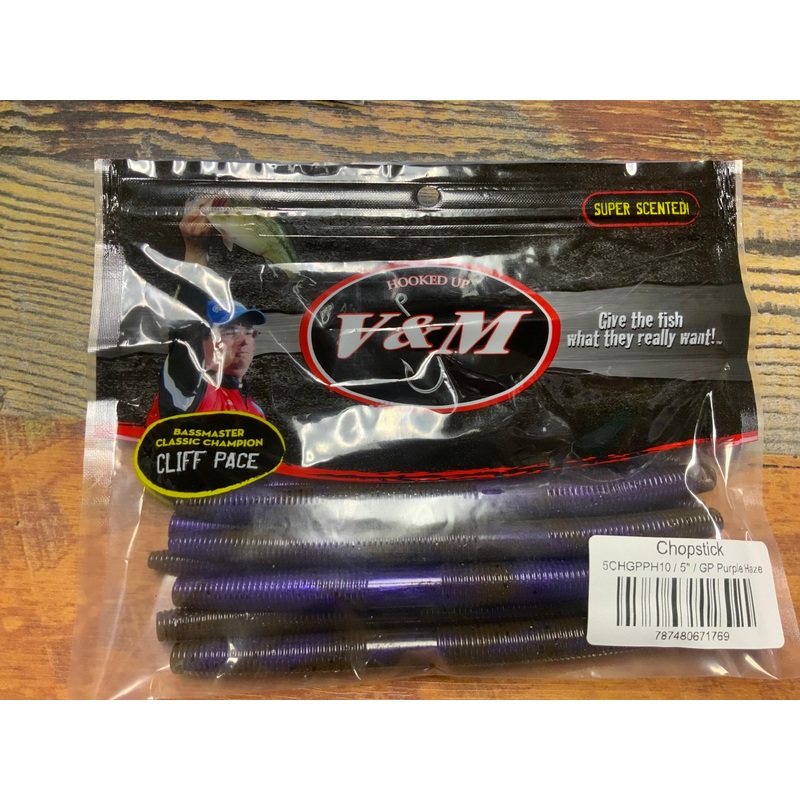 SUPER SCENTED!
HOOKED UP
V&M
Give the fish
what they really want!
BASSMASTER
CLASSIC CHAMPION
CLIFF PACE
Chopstick
5CHGPPH10 / 5" / GP Purple Haze
787480671769